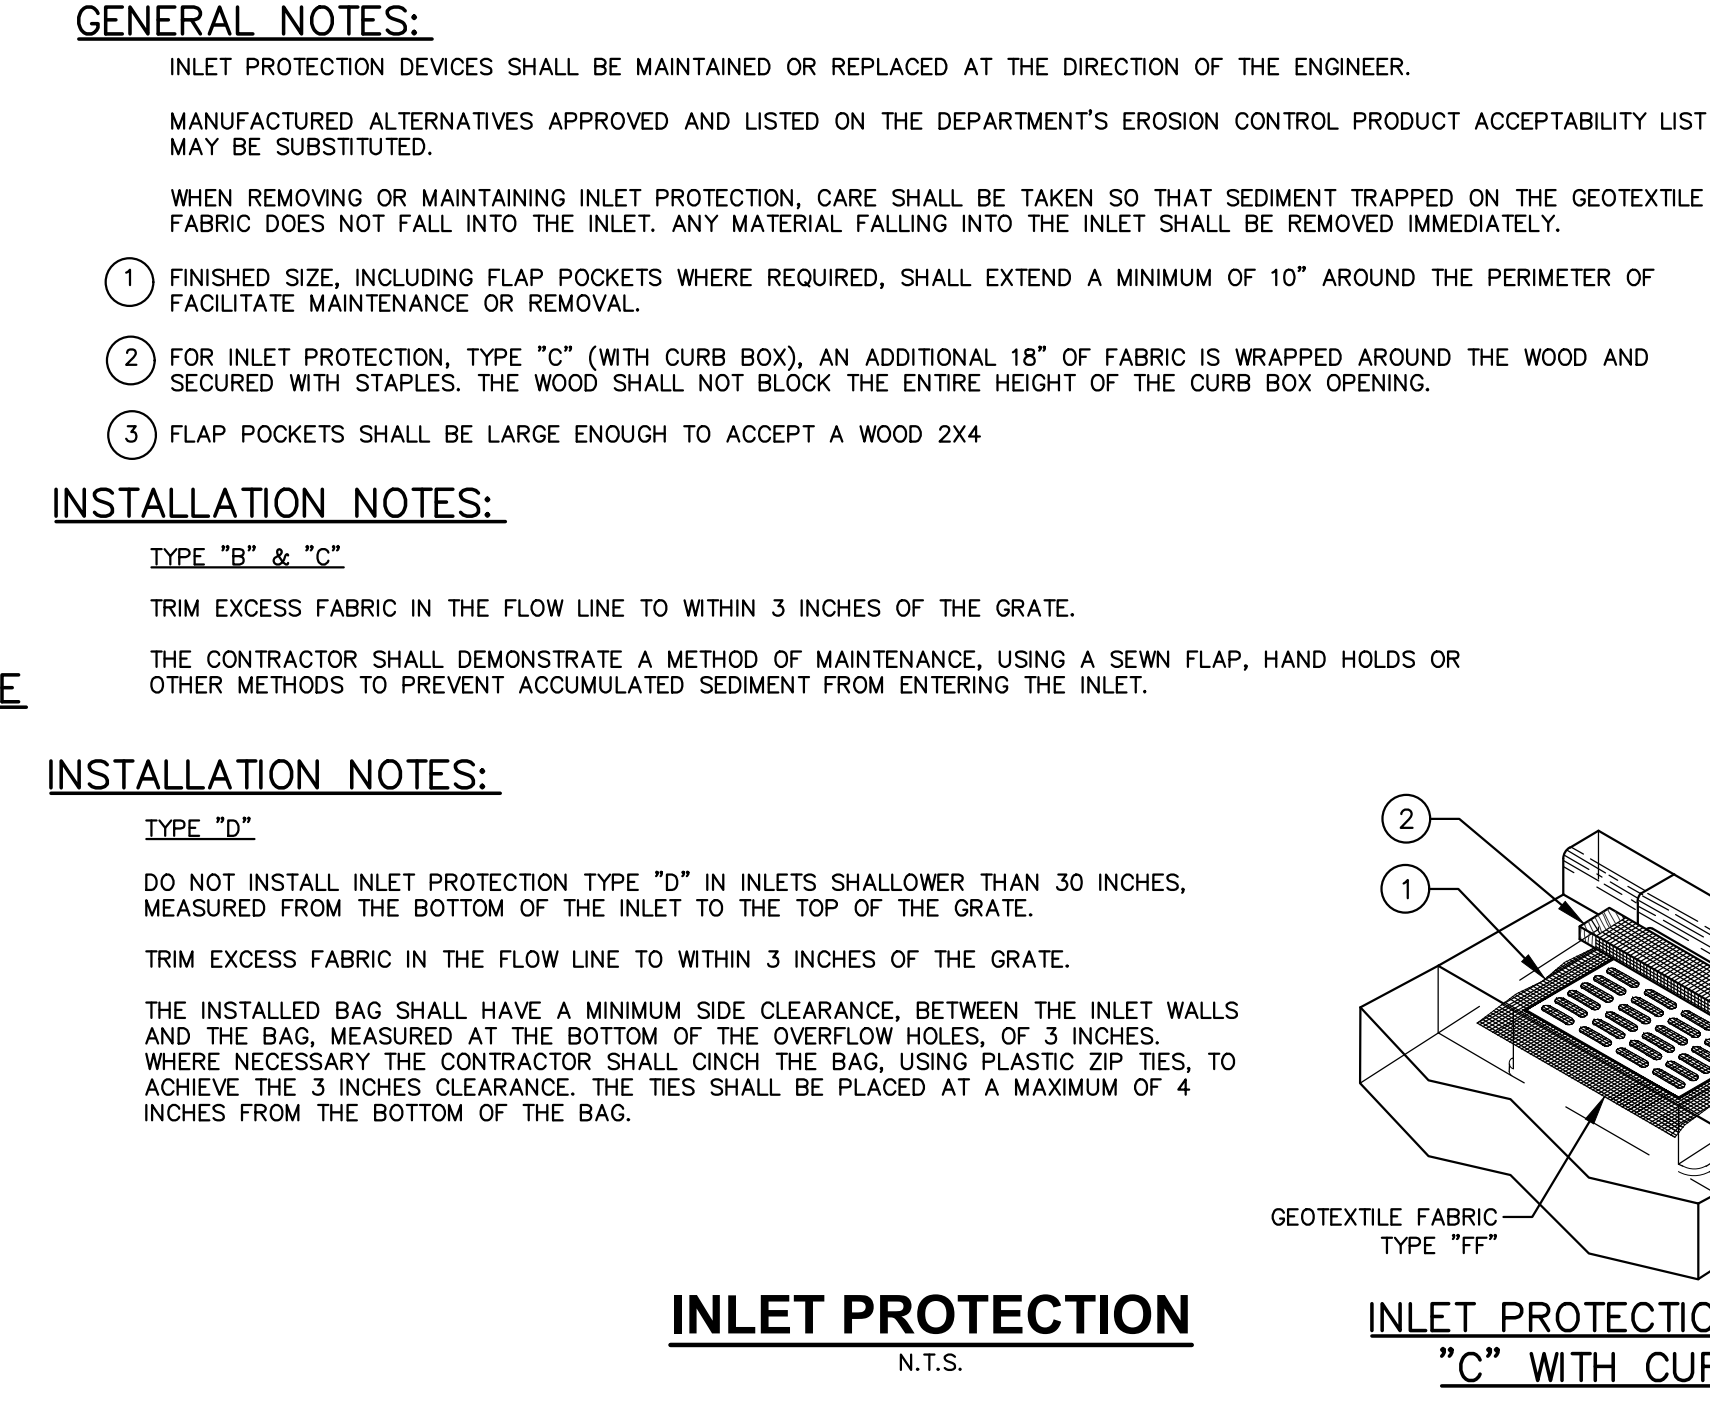 GENERAL NOTES:
INLET PROTECTION DEVICES SHALL BE MAINTAINED OR REPLACED AT THE DIRECTION OF THE ENGINEER.
MANUFACTURED ALTERNATIVES APPROVED AND LISTED ON THE DEPARTMENT'S EROSION CONTROL PRODUCT ACCEPTABILITY LIST
MAY BE SUBSTITUTED.
WHEN REMOVING OR MAINTAINING INLET PROTECTION, CARE SHALL BE TAKEN SO THAT SEDIMENT TRAPPED ON THE GEOTEXTILE
FABRIC DOES NOT FALL INTO THE INLET. ANY MATERIAL FALLING INTO THE INLET SHALL BE REMOVED IMMEDIATELY.
1 FINISHED SIZE, INCLUDING FLAP POCKETS WHERE REQUIRED, SHALL EXTEND A MINIMUM OF 10" AROUND THE PERIMETER OF
FACILITATE MAINTENANCE OR REMOVAL.
2 FOR INLET PROTECTION, TYPE "C" (WITH CURB BOX), AN ADDITIONAL 18" OF FABRIC IS WRAPPED AROUND THE WOOD AND
SECURED WITH STAPLES. THE WOOD SHALL NOT BLOCK THE ENTIRE HEIGHT OF THE CURB BOX OPENING.
3 FLAP POCKETS SHALL BE LARGE ENOUGH TO ACCEPT A WOOD 2X4
INSTALLATION NOTES:
TYPE "B" & "C"
TRIM EXCESS FABRIC IN THE FLOW LINE TO WITHIN 3 INCHES OF THE GRATE.
THE CONTRACTOR SHALL DEMONSTRATE A METHOD OF MAINTENANCE, USING A SEWN FLAP, HAND HOLDS OR
OTHER METHODS TO PREVENT ACCUMULATED SEDIMENT FROM ENTERING THE INLET.
E
INSTALLATION NOTES:
TYPE "D"
DO NOT INSTALL INLET PROTECTION TYPE "D" IN INLETS SHALLOWER THAN 30 INCHES,
MEASURED FROM THE BOTTOM OF THE INLET TO THE TOP OF THE GRATE.
TRIM EXCESS FABRIC IN THE FLOW LINE TO WITHIN 3 INCHES OF THE GRATE.
THE INSTALLED BAG SHALL HAVE A MINIMUM SIDE CLEARANCE, BETWEEN THE INLET WALLS
AND THE BAG, MEASURED AT THE BOTTOM OF THE OVERFLOW HOLES, OF 3 INCHES.
WHERE NECESSARY THE CONTRACTOR SHALL CINCH THE BAG, USING PLASTIC ZIP TIES, TO
ACHIEVE THE 3 INCHES CLEARANCE. THE TIES SHALL BE PLACED AT A MAXIMUM OF 4
INCHES FROM THE BOTTOM OF THE BAG.
2
1
GEOTEXTILE FABRIC
TYPE "FF"
INLET PROTECTION
N.T.S.
INLET PROTECTIO
"C" WITH CUR